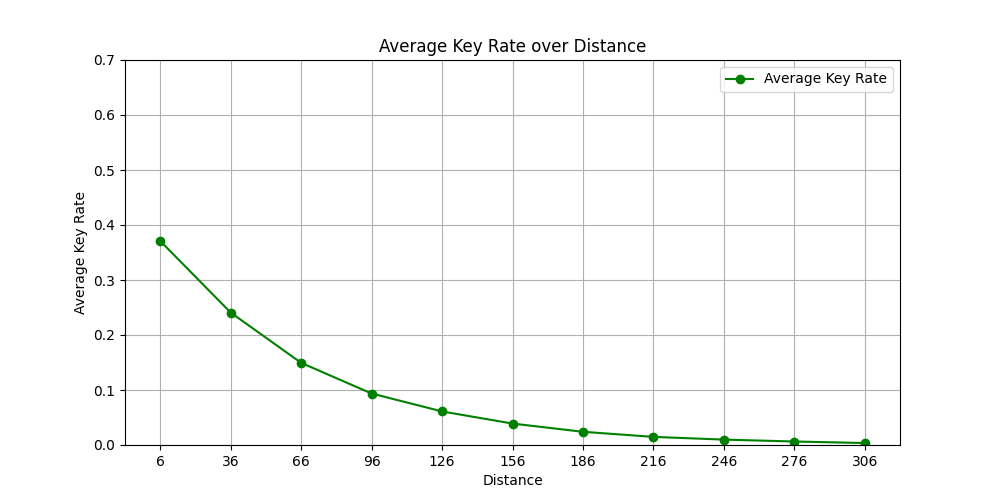 Average Key Rate over Distance
Average Key Rate
Average Key Rate
0.7
0.6
0.5
0.4
0.3
0.2
0.1
0.0
6 36 66 96 126 156 186 216 246 276 306
Distance